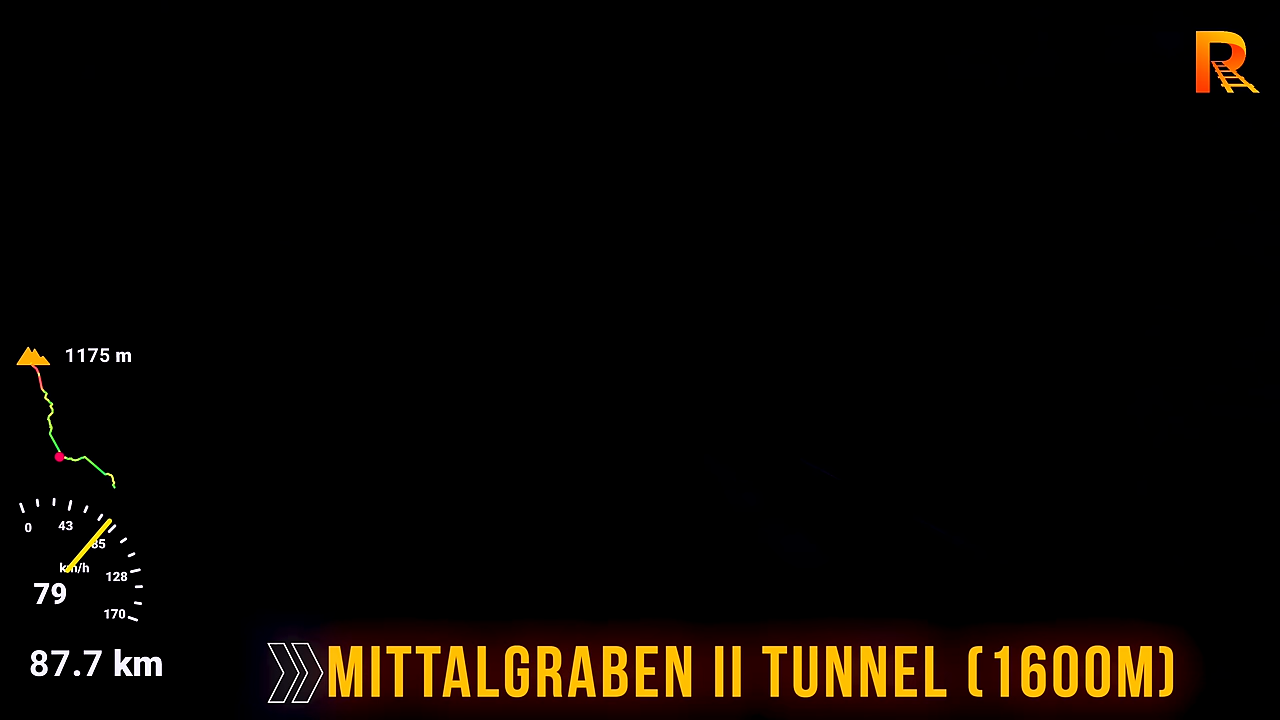 R
1175 m
0
43
85
km/h
128
79
170
87.7 km
MITTALGRABEN II TUNNEL (1600M)